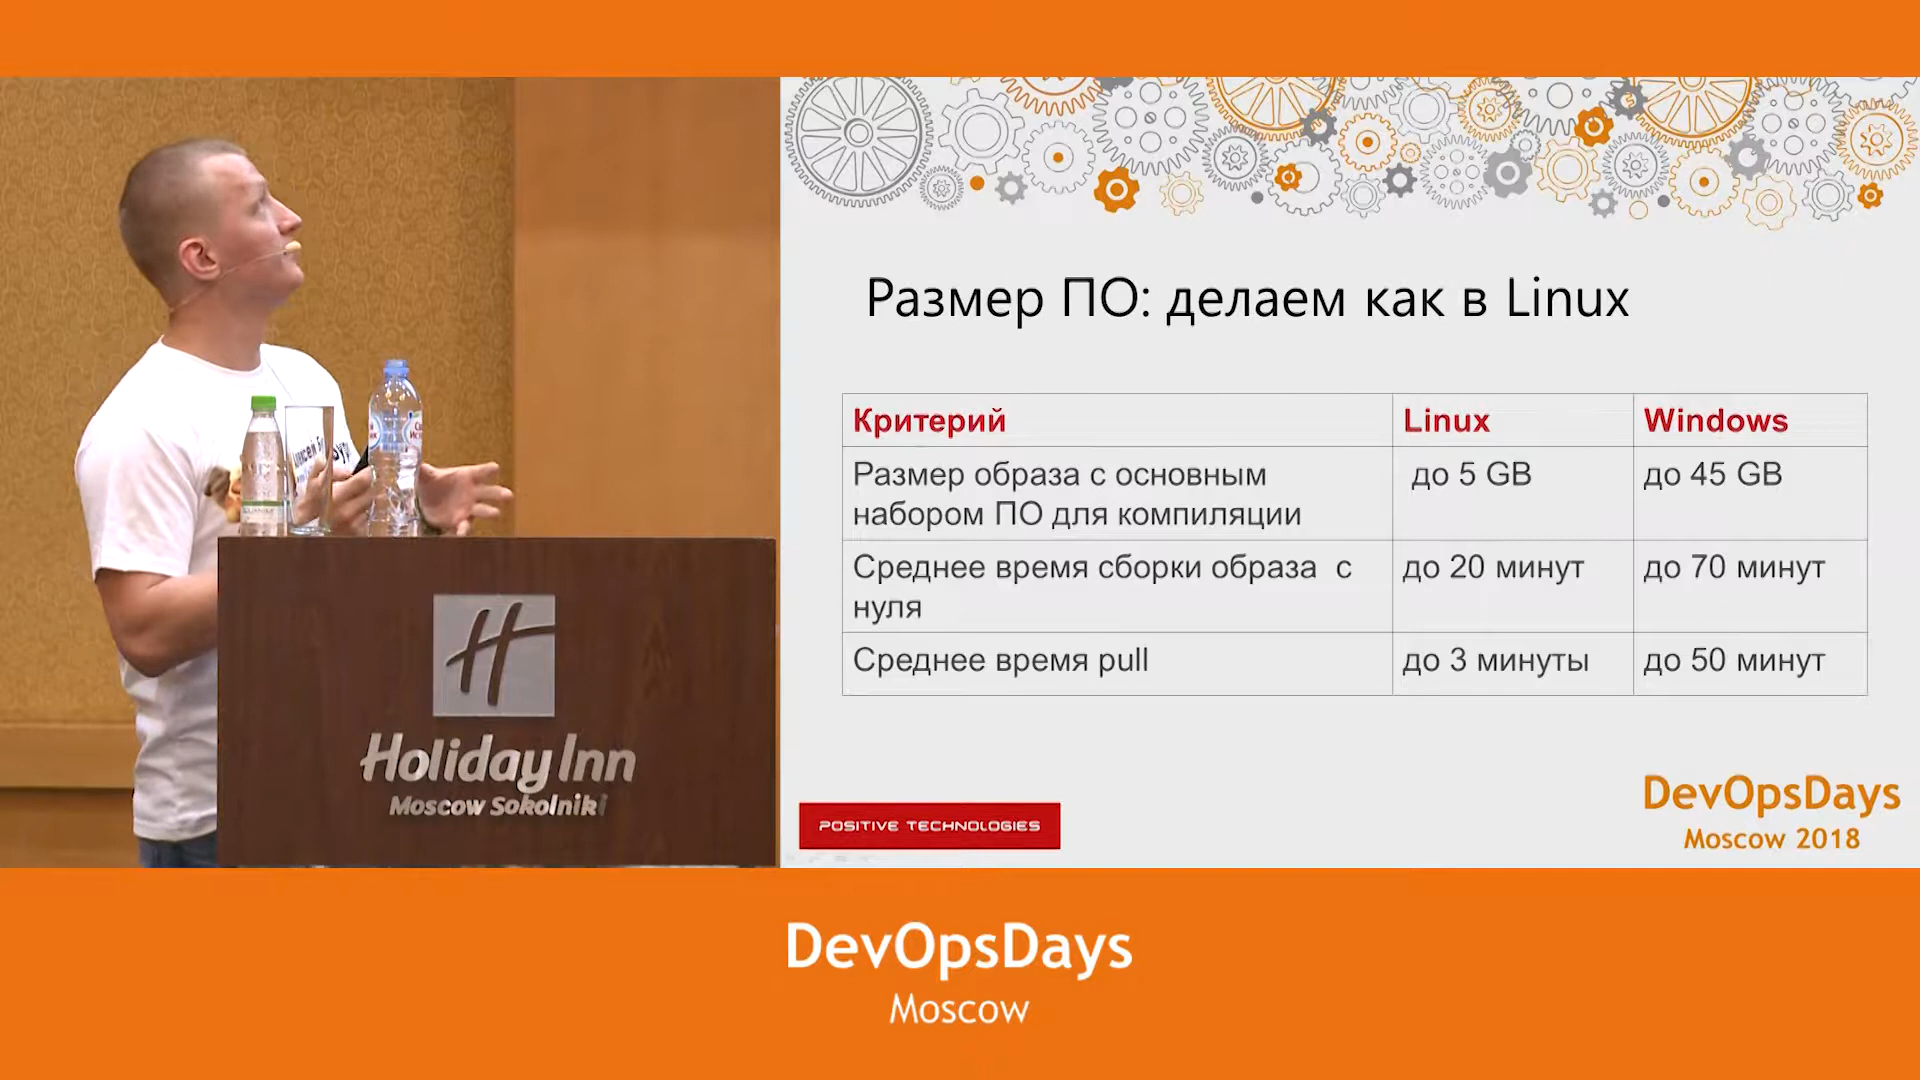 Размер ПО: делаем как в Linux
Критерий Linux Windows
Размер образа с основным до 5 GB до 45 GB
набором ПО для компиляции
Среднее время сборки образа с до 20 минут до 70 минут
нуля
Среднее время pull до 3 минуты до 50 минут
POSITIVE TECHNOLOGIES
DevOpsDays
Moscow 2018
Holiday Inn
Moscow Sokolniki
DevOpsDays
Moscow